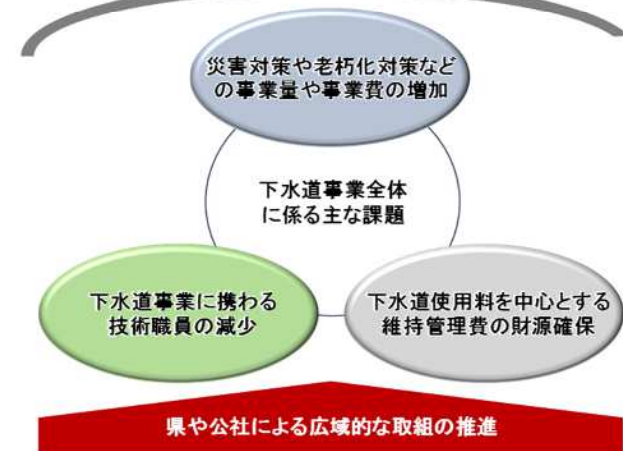 災害対策や老朽化対策など
の事業量や事業費の増加
下水道事業全体
に係る主な課題
下水道事業に携わる
技術職員の減少
下水道使用料を中心とする
維持管理費の財源確保
県や公社による広域的な取組の推進